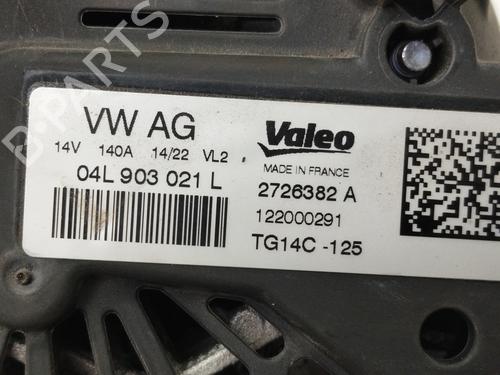 B-PARTS
VW AG
14V 140A 14/22 VL2
04L 903 021 L
Valeo
MADE IN FRANCE
2726382 A
122000291
TG14C -125